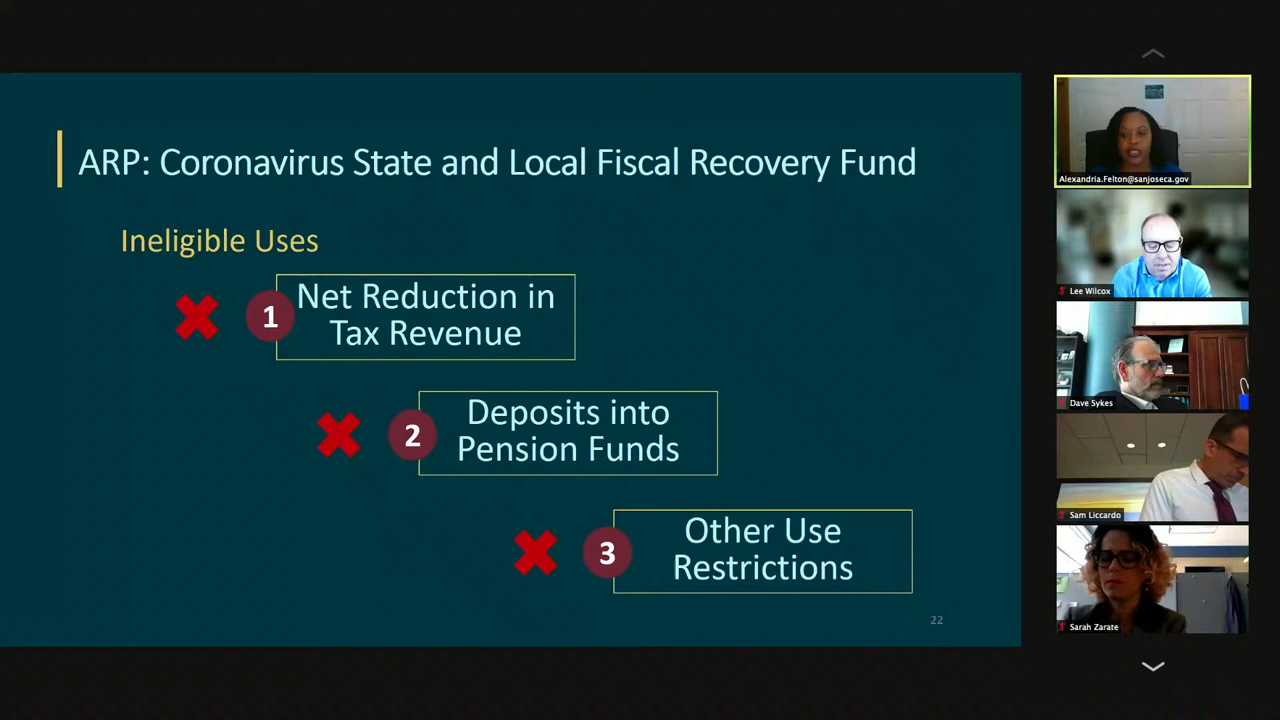 ARP: Coronavirus State and Local Fiscal Recovery Fund
Ineligible Uses
1
Net Reduction in
Tax Revenue
2
Deposits into
Pension Funds
3
Other Use
Restrictions
22
Alexandria.Felton@sanjoseca.gov
Lee Wilcox
Dave Sykes
Sam Liccardo
Sarah Zarate